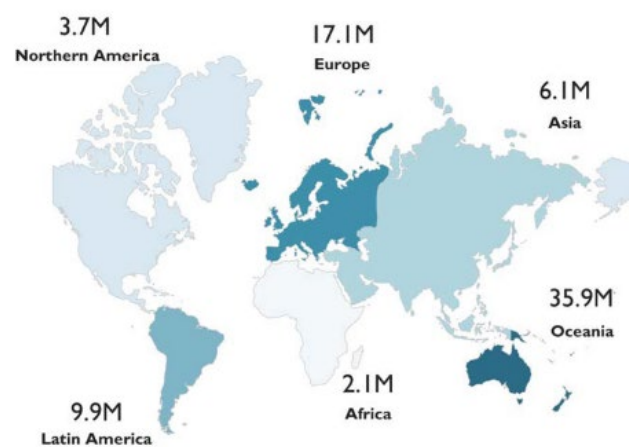 3.7M
Northern America
17.1M
Europe
6.1M
Asia
35.9M
Oceania
2.1M
Africa
9.9M
Latin America